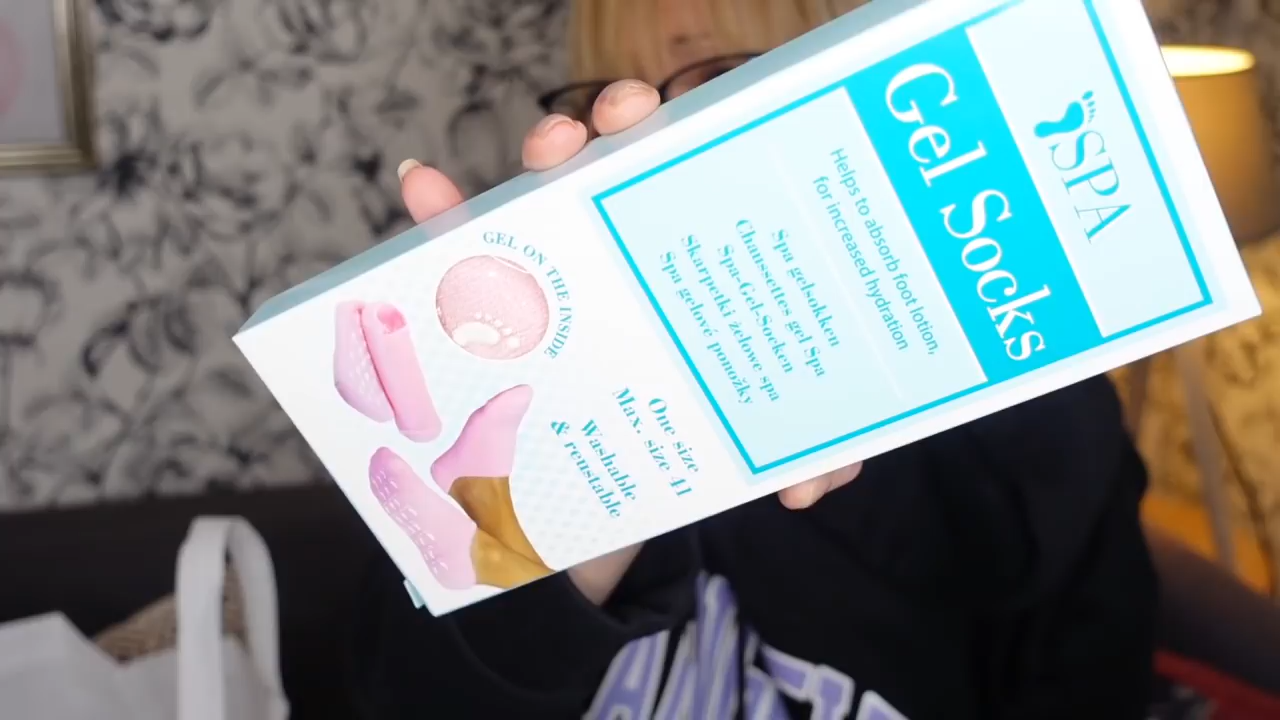 SPA
Gel Socks
Helps to absorb foot lotion,
for increased hydration
Spa gelsokken
Chaussettes gel Spa
Spa-Gel-Socken
Skarpetki żelowe spa
Spa gelové ponožky
GEL ON THE INSIDE
One size
Max. size 41
Washable
& reustable